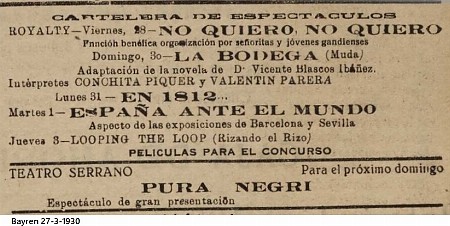 CARTELERA DE ESPECTACULOS
ROYALTY—Viernes, 28—NO QUIERO, NO QUIERO
Función benéfica organización por señoritas y jóvenes gandienses
Domingo, 30—LA BODEGA (Muda)
Adaptación de la novela de D. Vicente Blascos Ibáñez.
Intérpretes CONCHITA PIQUER y VALENTIN PARERA
Lunes 31—EN 1812...
Martes 1—ESPAÑA ANTE EL MUNDO
Aspecto de las exposiciones de Barcelona y Sevilla
Jueves 3—LOOPING THE LOOP (Rizando el Rizo)
PELICULAS PARA EL CONCURSO
TEATRO SERRANO Para el próximo domingo
PURA NEGRI
Espectáculo de gran presentación
Bayren 27-3-1930